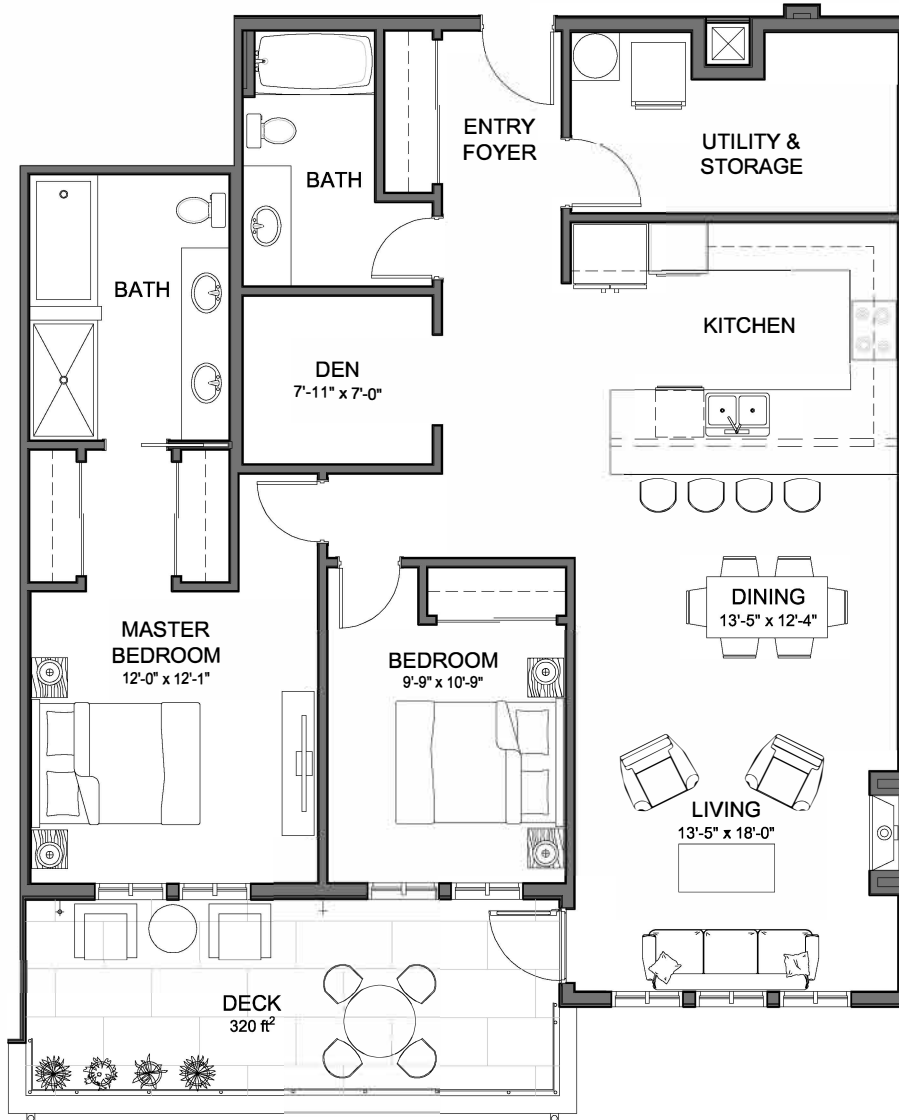 ENTRY
FOYER
UTILITY &
STORAGE
BATH
BATH
KITCHEN
DEN
7'-11" x 7'-0"
DINING
13'-5" x 12'-4"
MASTER
BEDROOM
12'-0" x 12'-1"
BEDROOM
9'-9" x 10'-9"
LIVING
13'-5" x 18'-0"
DECK
320 ft²